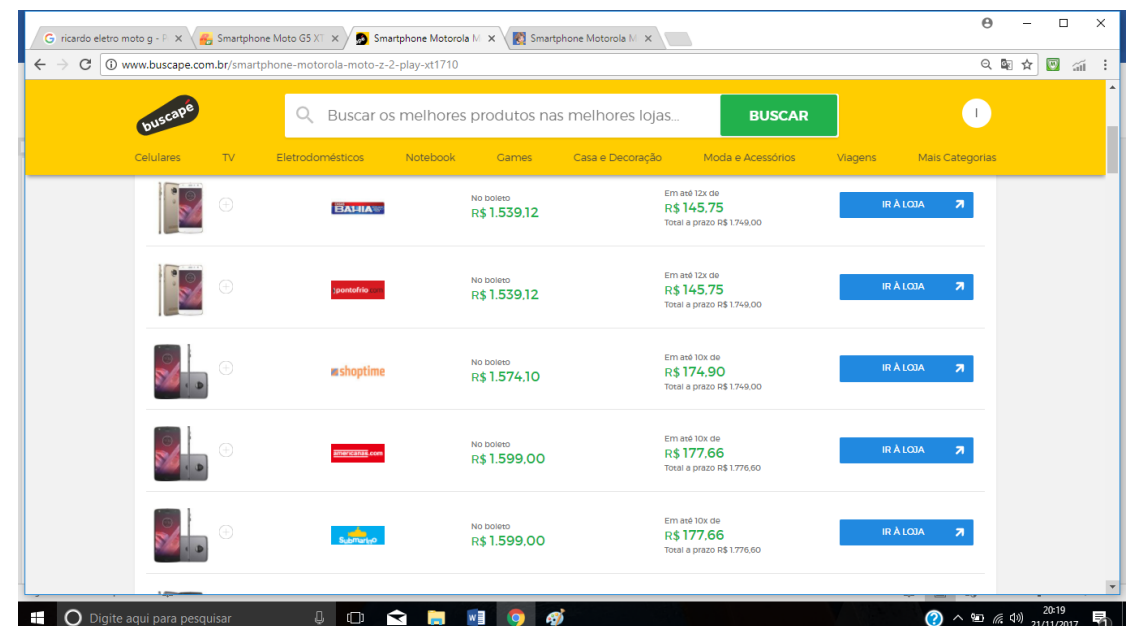 ricardo eletro moto g - P
Smartphone Moto G5 XT
Smartphone Motorola M
Smartphone Motorola M
www.buscape.com.br/smartphone-motorola-moto-z-2-play-xt1710
buscapé
Buscar os melhores produtos nas melhores lojas...
BUSCAR
I
Celulares TV Eletrodomésticos Notebook Games Casa e Decoração Moda e Acessórios Viagens Mais Categorias
BAHIA
No boleto
R$ 1.539,12
Em até 12x de
R$ 145,75
Total a prazo R$ 1.749,00
IR À LOJA
pontofrio.com
No boleto
R$ 1.539,12
Em até 12x de
R$ 145,75
Total a prazo R$ 1.749,00
IR À LOJA
shoptime
No boleto
R$ 1.574,10
Em até 10x de
R$ 174,90
Total a prazo R$ 1.749,00
IR À LOJA
americanas.com
No boleto
R$ 1.599,00
Em até 10x de
R$ 177,66
Total a prazo R$ 1.776,60
IR À LOJA
Submarino
No boleto
R$ 1.599,00
Em até 10x de
R$ 177,66
Total a prazo R$ 1.776,60
IR À LOJA
Digite aqui para pesquisar
20:19
21/11/2017